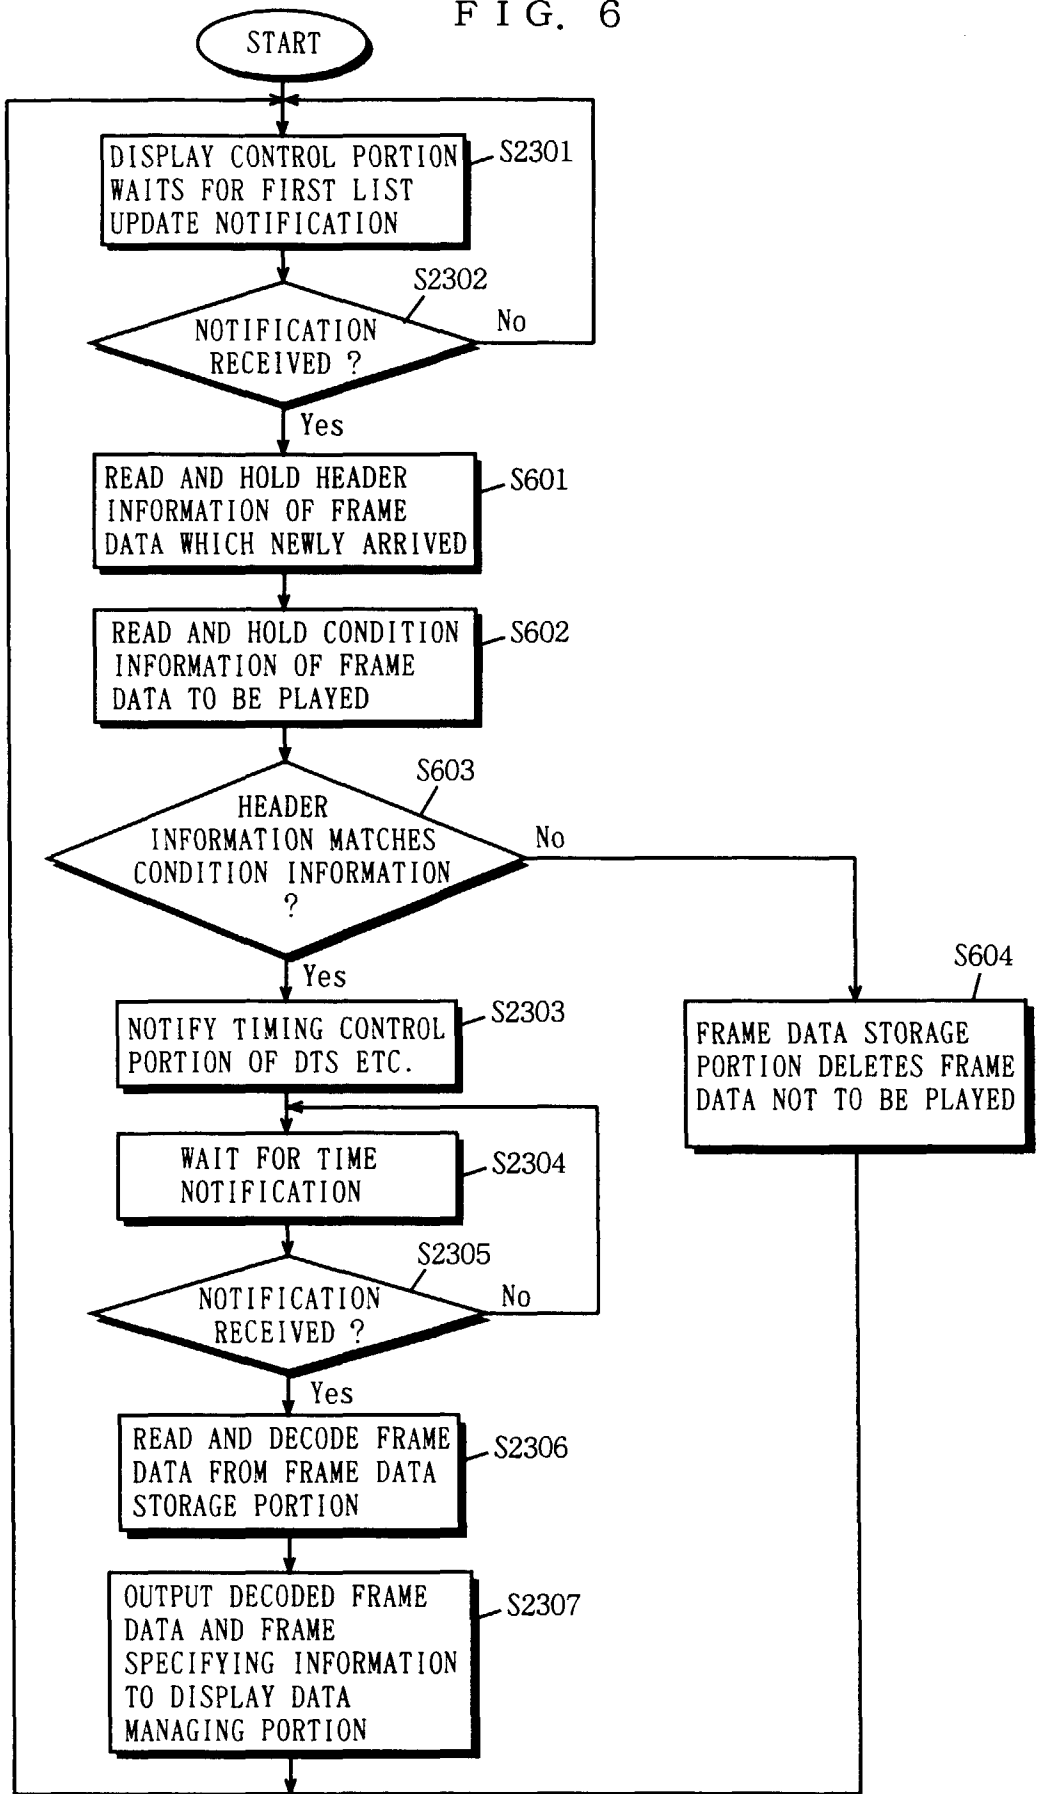 FIG. 6
START
DISPLAY CONTROL PORTION
WAITS FOR FIRST LIST
UPDATE NOTIFICATION
S2301
S2302
NOTIFICATION
RECEIVED ?
No
Yes
READ AND HOLD HEADER
INFORMATION OF FRAME
DATA WHICH NEWLY ARRIVED
S601
READ AND HOLD CONDITION
INFORMATION OF FRAME
DATA TO BE PLAYED
S602
S603
HEADER
INFORMATION MATCHES
CONDITION INFORMATION
?
No
Yes
S604
FRAME DATA STORAGE
PORTION DELETES FRAME
DATA NOT TO BE PLAYED
NOTIFY TIMING CONTROL
PORTION OF DTS ETC.
S2303
WAIT FOR TIME
NOTIFICATION
S2304
S2305
NOTIFICATION
RECEIVED ?
No
Yes
READ AND DECODE FRAME
DATA FROM FRAME DATA
STORAGE PORTION
S2306
OUTPUT DECODED FRAME
DATA AND FRAME
SPECIFYING INFORMATION
TO DISPLAY DATA
MANAGING PORTION
S2307